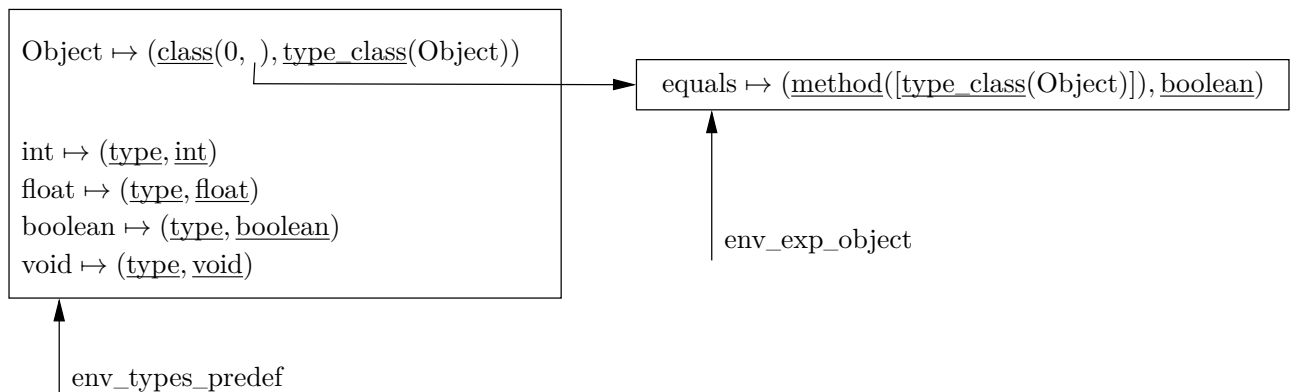 Object ↦ (class(0, ), type_class(Object))
equals ↦ (method([type_class(Object)]), boolean)
int ↦ (type, int)
float ↦ (type, float)
boolean ↦ (type, boolean)
void ↦ (type, void)
env_exp_object
env_types_predef